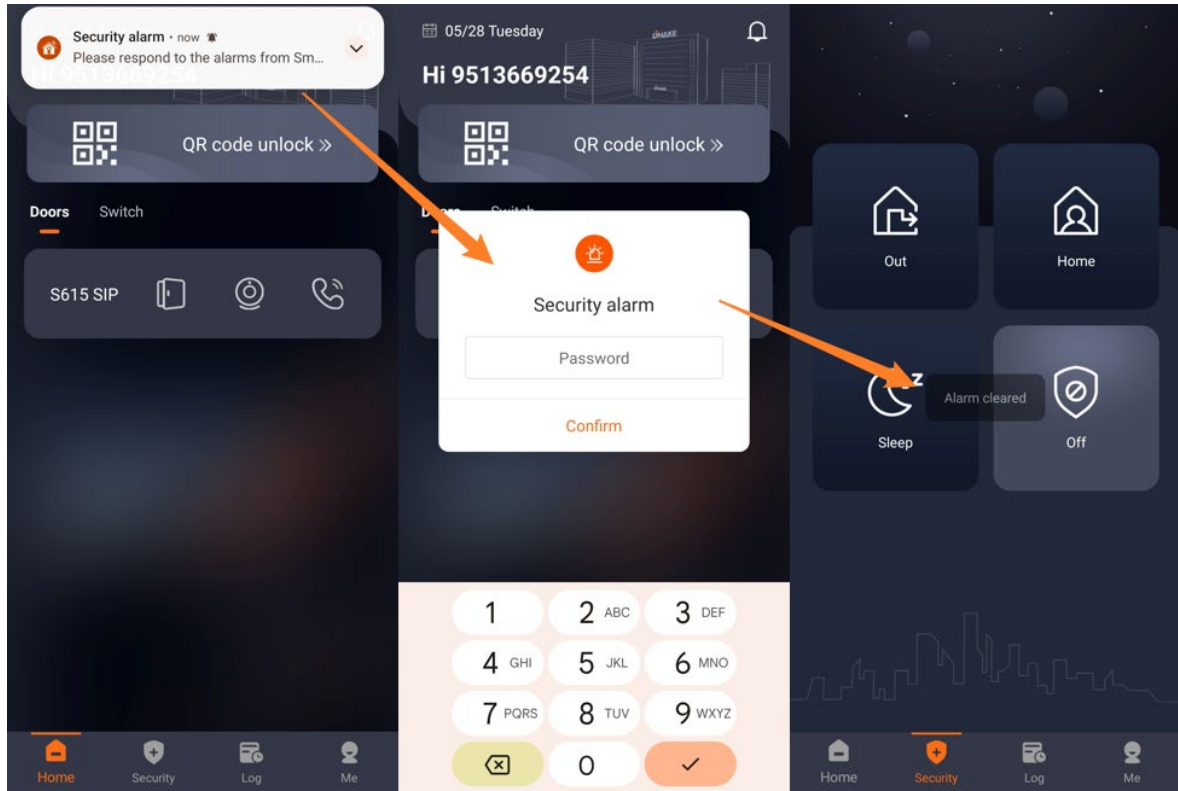 Security alarm • now
Please respond to the alarms from Sm...
QR code unlock »
Doors Switch
S615 SIP
Home Security Log Me
05/28 Tuesday
DNAKE
Hi 9513669254
QR code unlock »
Security alarm
Password
Confirm
1 2 ABC 3 DEF
4 GHI 5 JKL 6 MNO
7 PQRS 8 TUV 9 WXYZ
0
Out Home
Alarm cleared
Sleep Off
Home Security Log Me